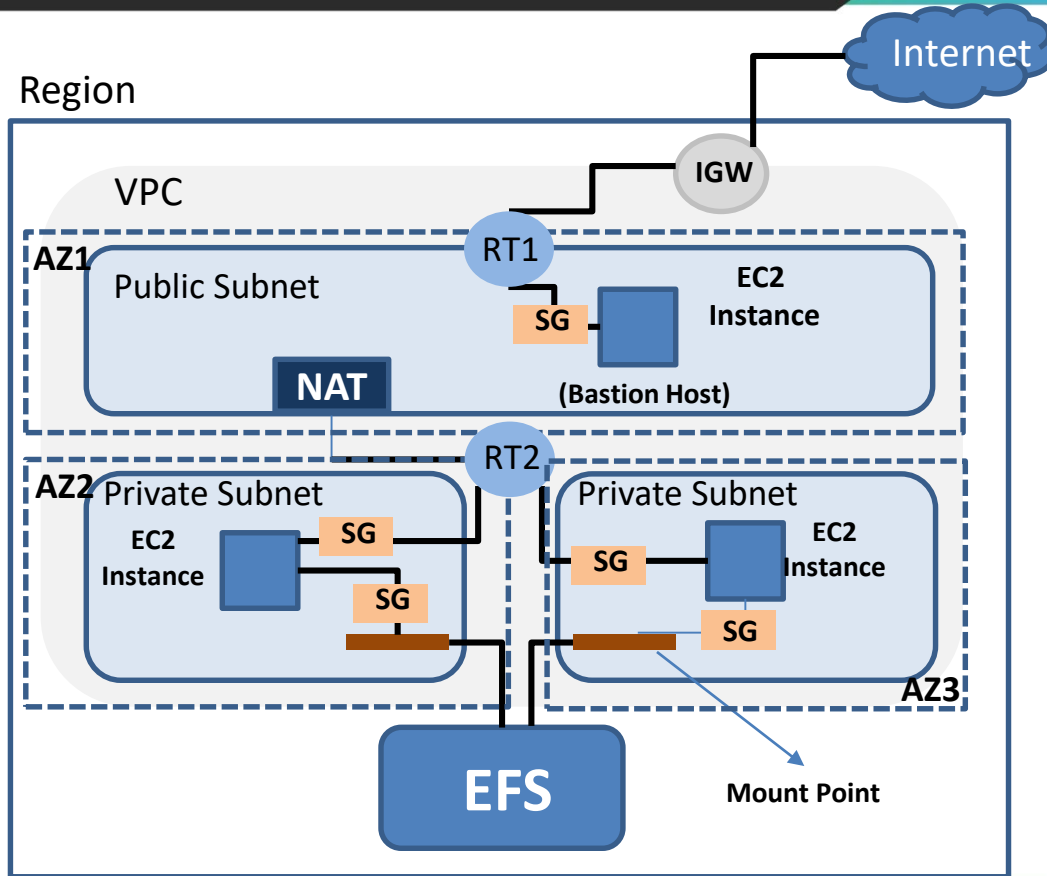 Internet
Region
IGW
VPC
RT1
AZ1
Public Subnet
EC2
Instance
SG
NAT
(Bastion Host)
RT2
AZ2
Private Subnet
Private Subnet
EC2
Instance
SG
SG
SG
EC2
Instance
SG
AZ3
EFS
Mount Point